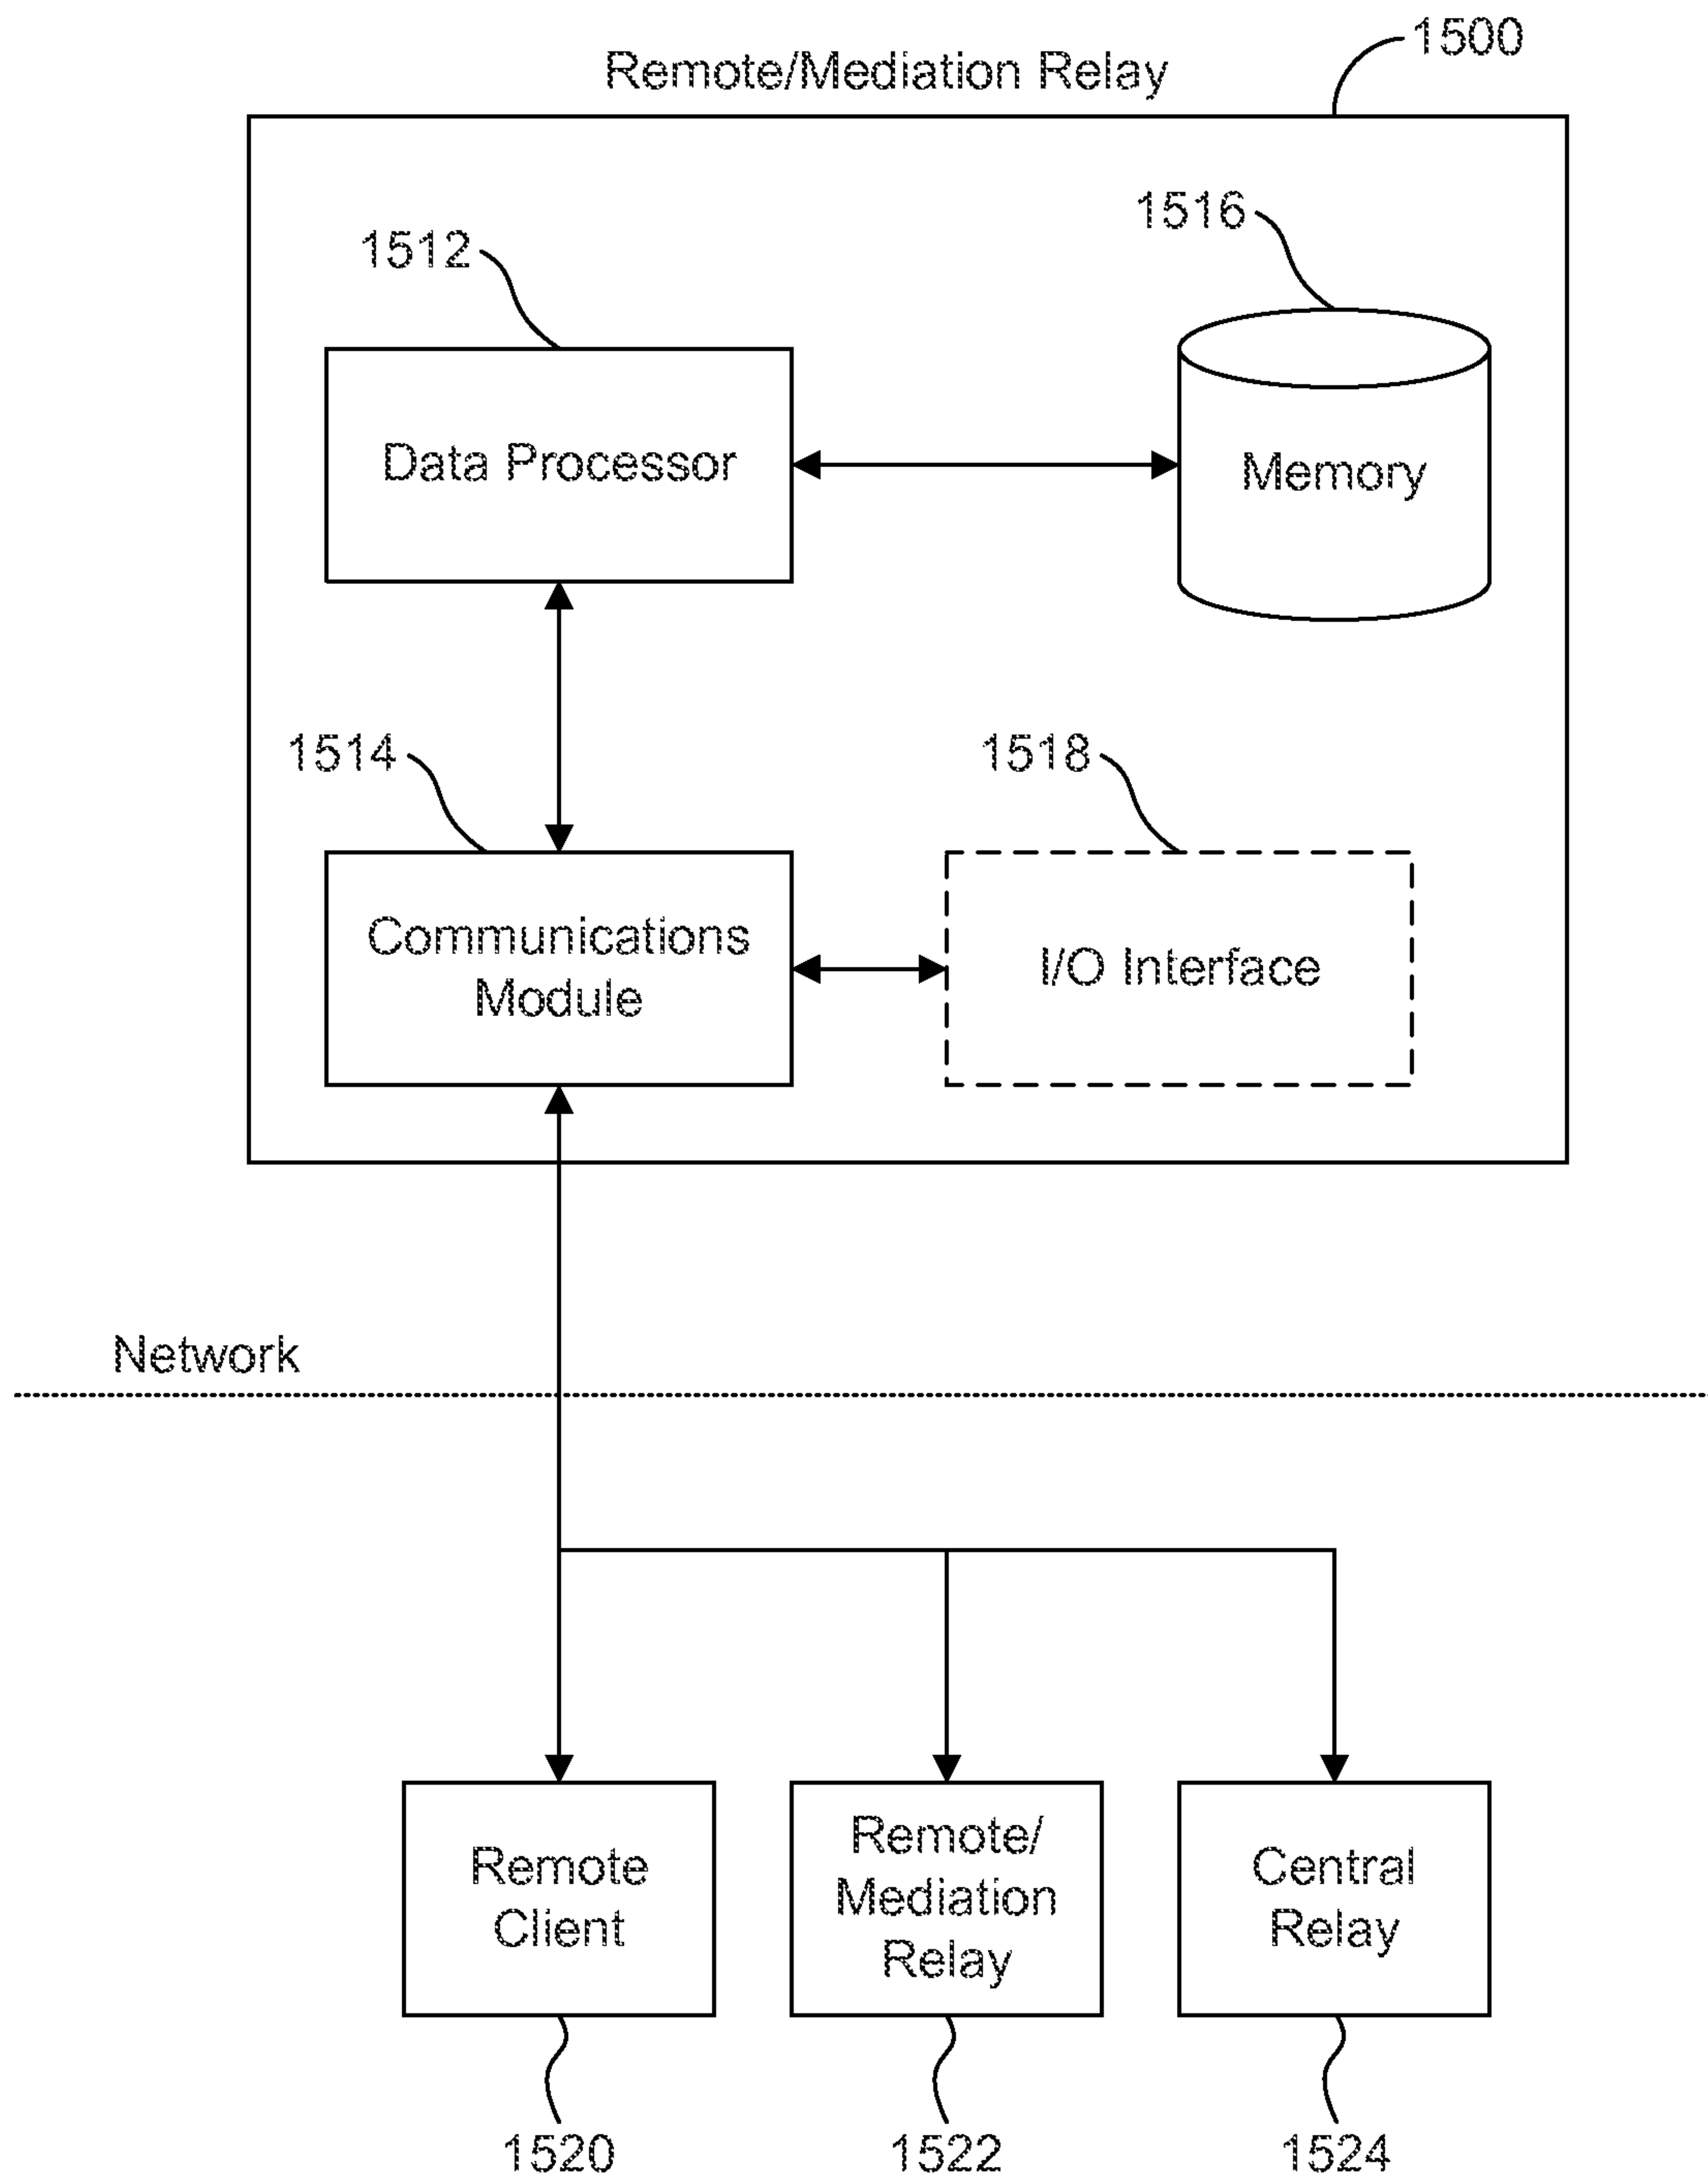 1500
Remote/Mediation Relay
1516
1512
Data Processor
Memory
1514
1518
Communications
Module
I/O Interface
Network
Remote
Client
Remote/
Mediation
Relay
Central
Relay
1520
1522
1524